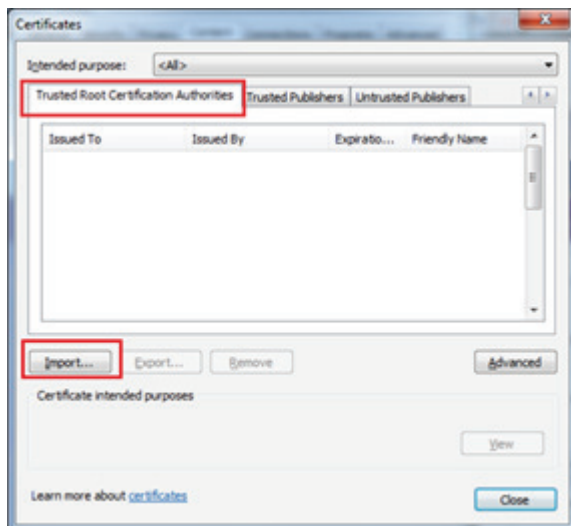 Certificates
Intended purpose: <All>
Trusted Root Certification Authorities Trusted Publishers Untrusted Publishers
Issued To Issued By Expiratio... Friendly Name
Import... Export... Remove Advanced
Certificate intended purposes
View
Learn more about certificates
Close